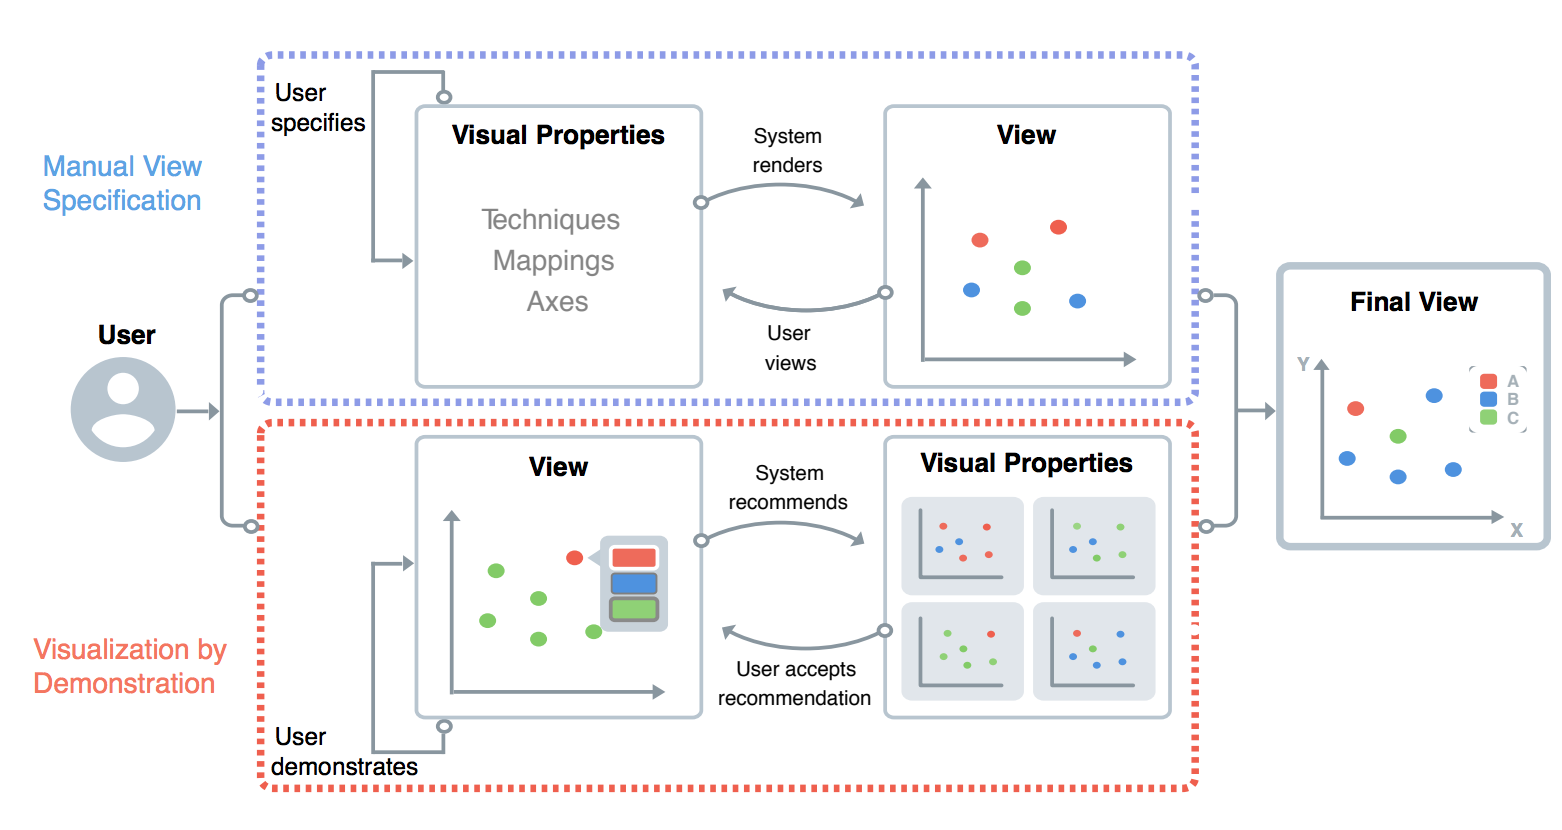 User
specifies
Visual Properties
Techniques
Mappings
Axes
System
renders
User
views
View
Manual View
Specification
User
Final View
Y
X
A
B
C
View
System
recommends
User accepts
recommendation
Visual Properties
Visualization by
Demonstration
User
demonstrates